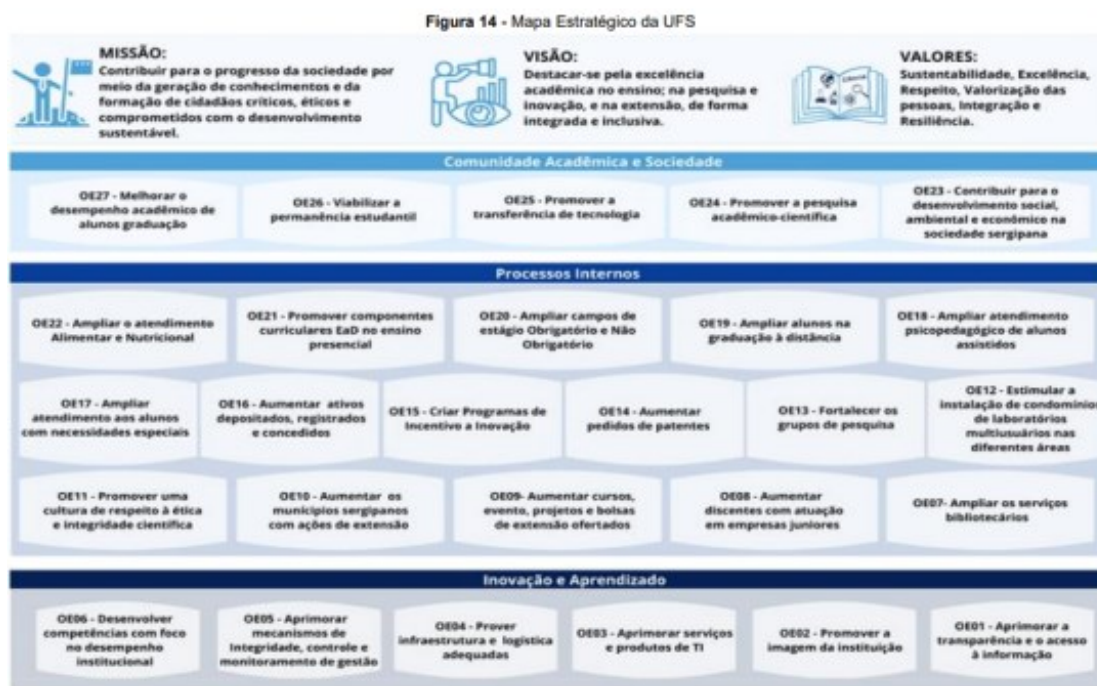 Figura 14 - Mapa Estratégico da UFS
MISSÃO:
Contribuir para o progresso da sociedade por
meio da geração de conhecimentos e da
formação de cidadãos críticos, éticos e
comprometidos com o desenvolvimento
sustentável.
VISÃO:
Destacar-se pela excelência
acadêmica no ensino; na pesquisa e
inovação, e na extensão, de forma
integrada e inclusiva.
VALORES:
Sustentabilidade, Excelência,
Respeito, Valorização das
pessoas, Integração e
Resiliência.
Comunidade Acadêmica e Sociedade
OE27 - Melhorar o
desempenho acadêmico de
alunos graduação
OE26 - Viabilizar a
permanência estudantil
OE25 - Promover a
transferência de tecnologia
OE24 - Promover a pesquisa
acadêmico-científica
OE23 - Contribuir para o
desenvolvimento social,
ambiental e econômico na
sociedade sergipana
Processos Internos
OE22 - Ampliar o atendimento
Alimentar e Nutricional
OE21 - Promover componentes
curriculares EaD no ensino
presencial
OE20 - Ampliar campos de
estágio Obrigatório e Não
Obrigatório
OE19 - Ampliar alunos na
graduação à distância
OE18 - Ampliar atendimento
psicopedagógico de alunos
assistidos
OE17 - Ampliar
atendimento aos alunos
com necessidades especiais
OE16 - Aumentar ativos
depositados, registrados
e concedidos
OE15 - Criar Programas de
Incentivo a Inovação
OE14 - Aumentar
pedidos de patentes
OE13 - Fortalecer os
grupos de pesquisa
OE12 - Estimular a
instalação de condomínios
de laboratórios
multiusuários nas
diferentes áreas
OE11 - Promover uma
cultura de respeito à ética
e integridade científica
OE10 - Aumentar os
municípios sergipanos
com ações de extensão
OE09- Aumentar cursos,
evento, projetos e bolsas
de extensão ofertados
OE08 - Aumentar
discentes com atuação
em empresas juniores
OE07- Ampliar os serviços
bibliotecários
Inovação e Aprendizado
OE06 - Desenvolver
competências com foco
no desempenho
institucional
OE05 - Aprimorar
mecanismos de
Integridade, controle e
monitoramento de gestão
OE04 - Prover
infraestrutura e logística
adequadas
OE03 - Aprimorar serviços
e produtos de TI
OE02 - Promover a
imagem da instituição
OE01 - Aprimorar a
transparência e o acesso
à informação